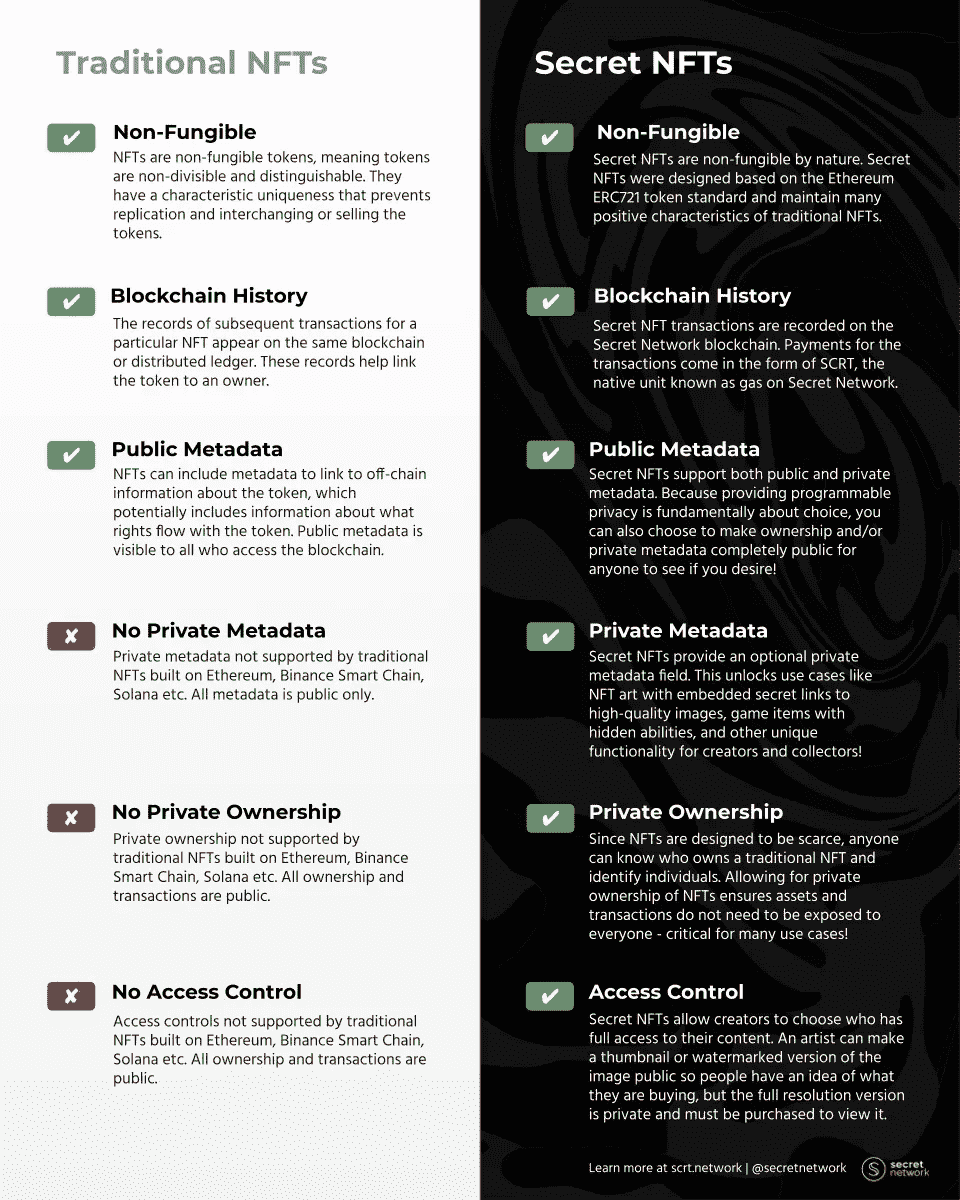 Traditional NFTs
Non-Fungible
NFTs are non-fungible tokens, meaning tokens
are non-divisible and distinguishable. They
have a characteristic uniqueness that prevents
replication and interchanging or selling the
tokens.
Blockchain History
The records of subsequent transactions for a
particular NFT appear on the same blockchain
or distributed ledger. These records help link
the token to an owner.
Public Metadata
NFTs can include metadata to link to off-chain
information about the token, which
potentially includes information about what
rights flow with the token. Public metadata is
visible to all who access the blockchain.
No Private Metadata
Private metadata not supported by traditional
NFTs built on Ethereum, Binance Smart Chain,
Solana etc. All metadata is public only.
No Private Ownership
Private ownership not supported by
traditional NFTs built on Ethereum, Binance
Smart Chain, Solana etc. All ownership and
transactions are public.
No Access Control
Access controls not supported by traditional
NFTs built on Ethereum, Binance Smart Chain,
Solana etc. All ownership and transactions are
public.
Secret NFTs
Non-Fungible
Secret NFTs are non-fungible by nature. Secret
NFTs were designed based on the Ethereum
ERC721 token standard and maintain many
positive characteristics of traditional NFTs.
Blockchain History
Secret NFT transactions are recorded on the
Secret Network blockchain. Payments for the
transactions come in the form of SCRT, the
native unit known as gas on Secret Network.
Public Metadata
Secret NFTs support both public and private
metadata. Because providing programmable
privacy is fundamentally about choice, you
can also choose to make ownership and/or
private metadata completely public for
anyone to see if you desire!
Private Metadata
Secret NFTs provide an optional private
metadata field. This unlocks use cases like
NFT art with embedded secret links to
high-quality images, game items with
hidden abilities, and other unique
functionality for creators and collectors!
Private Ownership
Since NFTs are designed to be scarce, anyone
can know who owns a traditional NFT and
identify individuals. Allowing for private
ownership of NFTs ensures assets and
transactions do not need to be exposed to
everyone - critical for many use cases!
Access Control
Secret NFTs allow creators to choose who has
full access to their content. An artist can make
a thumbnail or watermarked version of the
image public so people have an idea of what
they are buying, but the full resolution version
is private and must be purchased to view it.
Learn more at scrt.network | @secretnetwork
secret
network